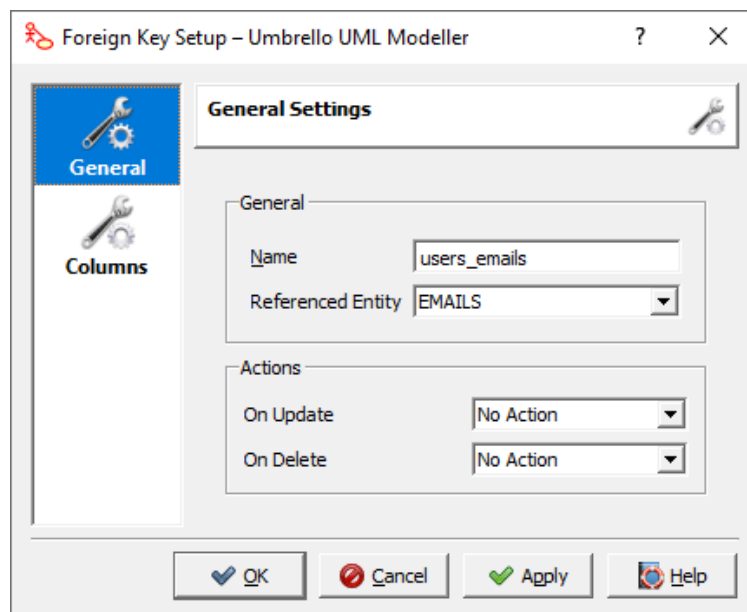 Foreign Key Setup – Umbrello UML Modeller ?
General
Columns
General Settings
General
Name users_emails
Referenced Entity EMAILS
Actions
On Update No Action
On Delete No Action
OK Cancel Apply Help